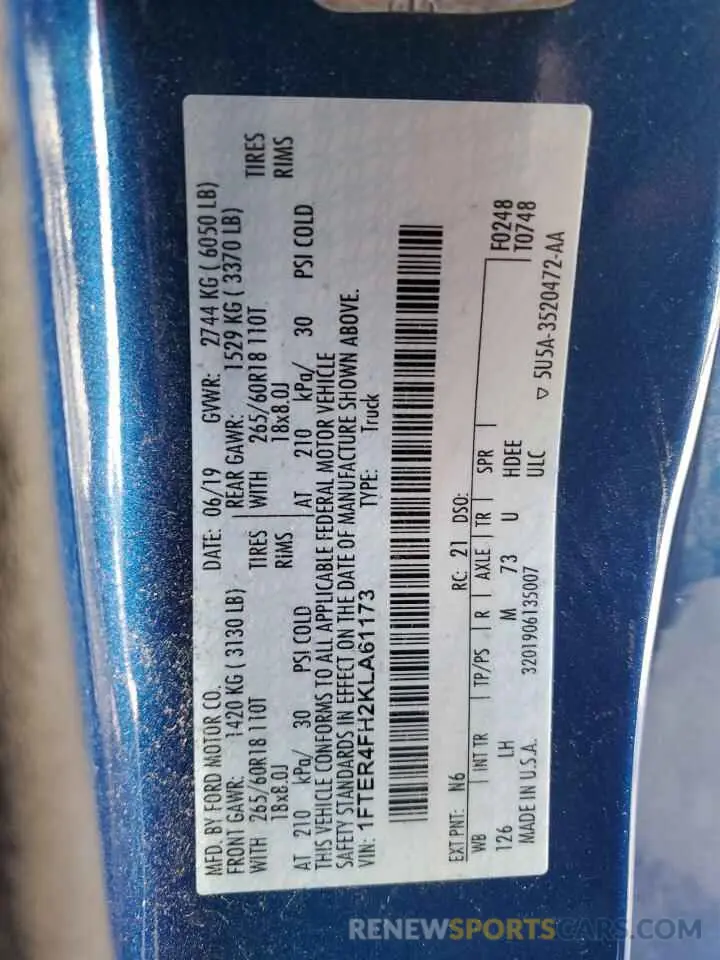 MFD. BY FORD MOTOR CO. DATE: 06/19 GVWR: 2744 KG ( 6050 LB)
FRONT GAWR: 1420 KG ( 3130 LB) REAR GAWR: 1529 KG ( 3370 LB)
WITH 265/60R18 110T TIRES WITH 265/60R18 110T TIRES
18x8.0J RIMS 18x8.0J RIMS
AT 210 kPa/ 30 PSI COLD AT 210 kPa/ 30 PSI COLD
THIS VEHICLE CONFORMS TO ALL APPLICABLE FEDERAL MOTOR VEHICLE
SAFETY STANDARDS IN EFFECT ON THE DATE OF MANUFACTURE SHOWN ABOVE.
VIN: 1FTER4FH2KLA61173 TYPE: Truck
EXT PNT: N6 RC: 21 DSO:
WB INT TR TP/PS R AXLE TR SPR F0248
126 LH M 73 U HDEE T0748
MADE IN U.S.A. 3201906135007 ULC
▽ 5U5A-3520472-AA
RENEWSPORTSCARS.COM